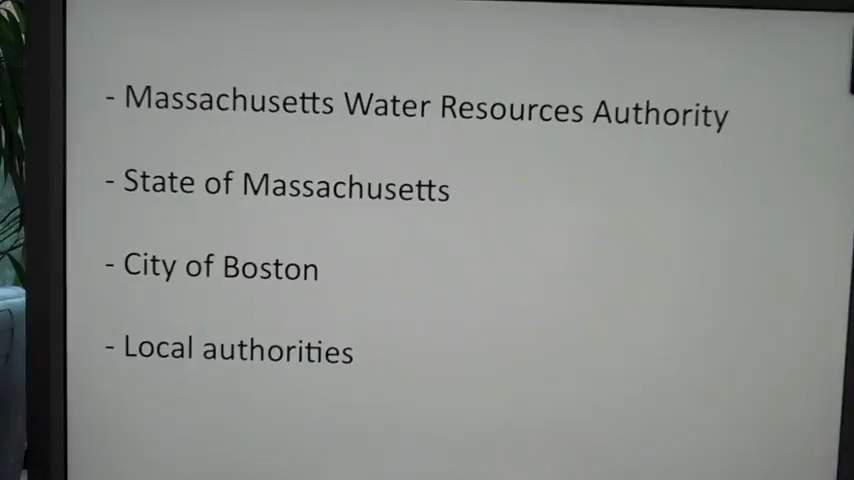 - Massachusetts Water Resources Authority
- State of Massachusetts
- City of Boston
- Local authorities